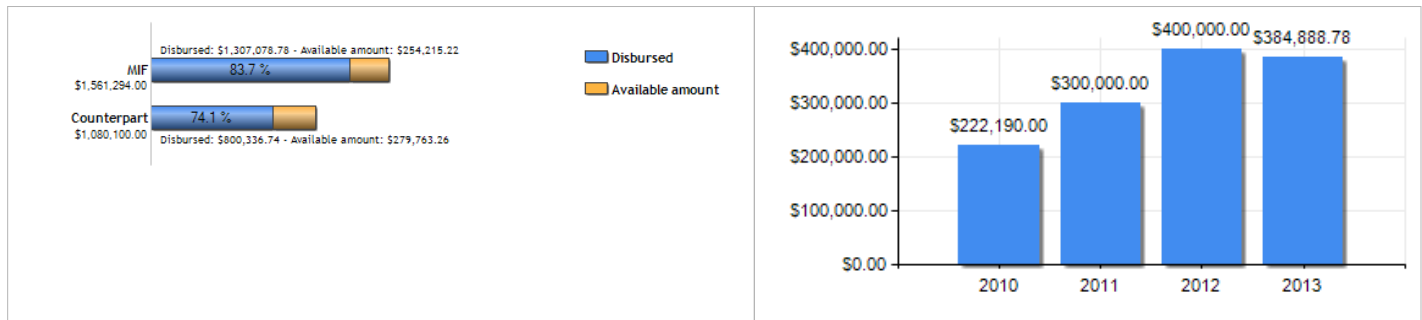 Disbursed: $1,307,078.78 - Available amount: $254,215.22
MIF
$1,561,294.00
83.7 %
Counterpart
$1,080,100.00
74.1 %
Disbursed: $800,336.74 - Available amount: $279,763.26
Disbursed
Available amount
$400,000.00
$300,000.00
$200,000.00
$100,000.00
$0.00
$222,190.00
$300,000.00
$400,000.00
$384,888.78
2010 2011 2012 2013